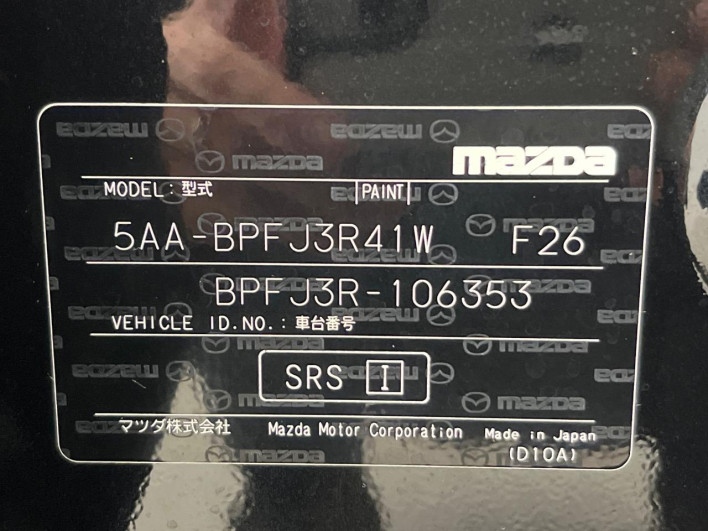 mazda
MODEL:型式 PAINT
5AA-BPFJ3R41W F26
BPFJ3R-106353
VEHICLE ID.NO.:車台番号
SRS I
マツダ株式会社 Mazda Motor Corporation Made in Japan
(D10A)